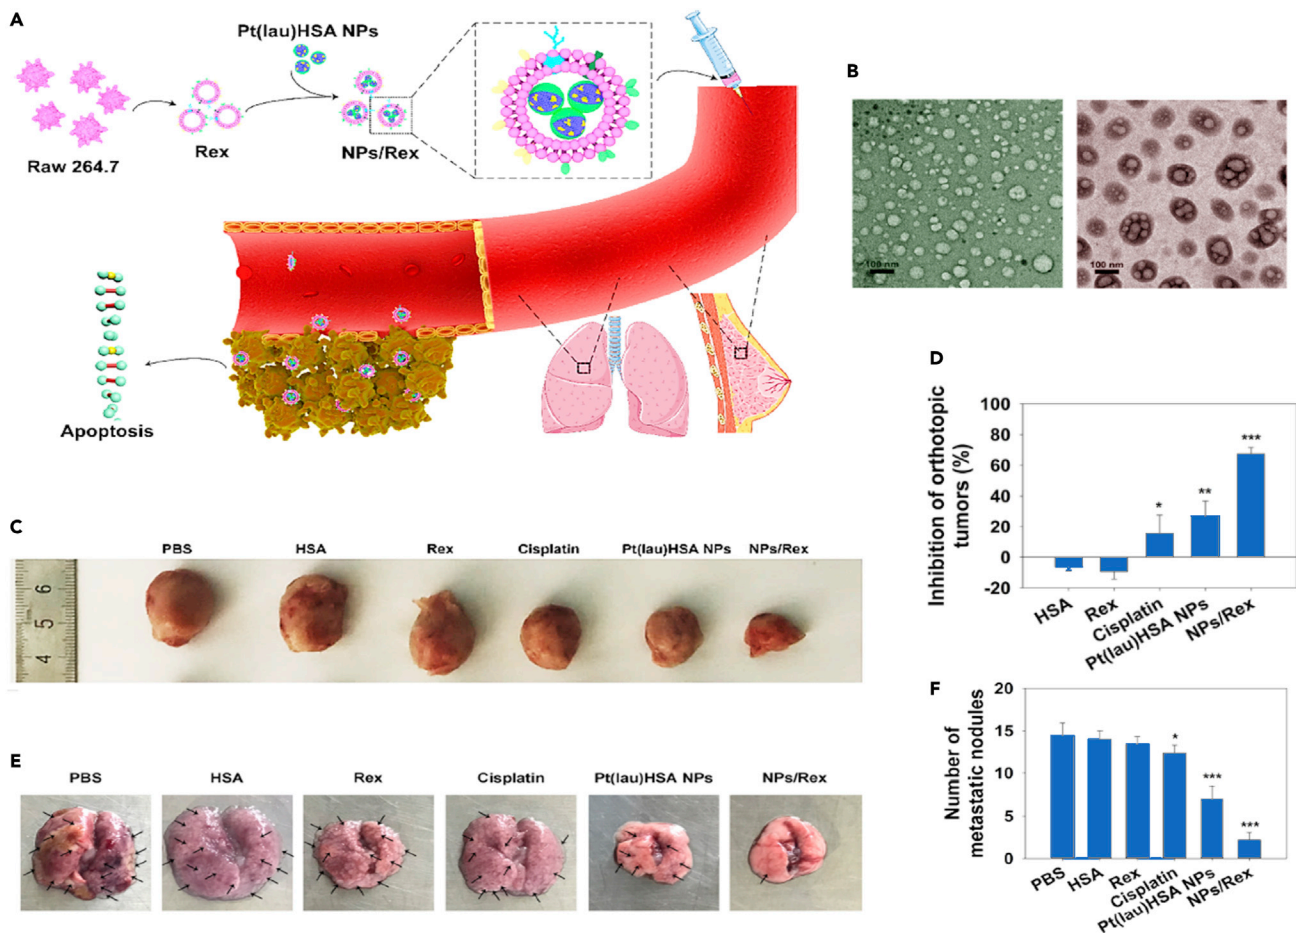 A
Pt(lau)HSA NPs
Raw 264.7
Rex
NPs/Rex
Apoptosis
B
100 nm
100 nm
C
PBS
HSA
Rex
Cisplatin
Pt(lau)HSA NPs
NPs/Rex
6
5
4
D
Inhibition of orthotopic
tumors (%)
100
80
60
40
20
0
-20
*
**
***
HSA
Rex
Cisplatin
Pt(lau)HSA NPs
NPs/Rex
E
PBS
HSA
Rex
Cisplatin
Pt(lau)HSA NPs
NPs/Rex
F
Number of
metastatic nodules
20
15
10
5
0
*
***
***
PBS
HSA
Rex
Cisplatin
Pt(lau)HSA NPs
NPs/Rex